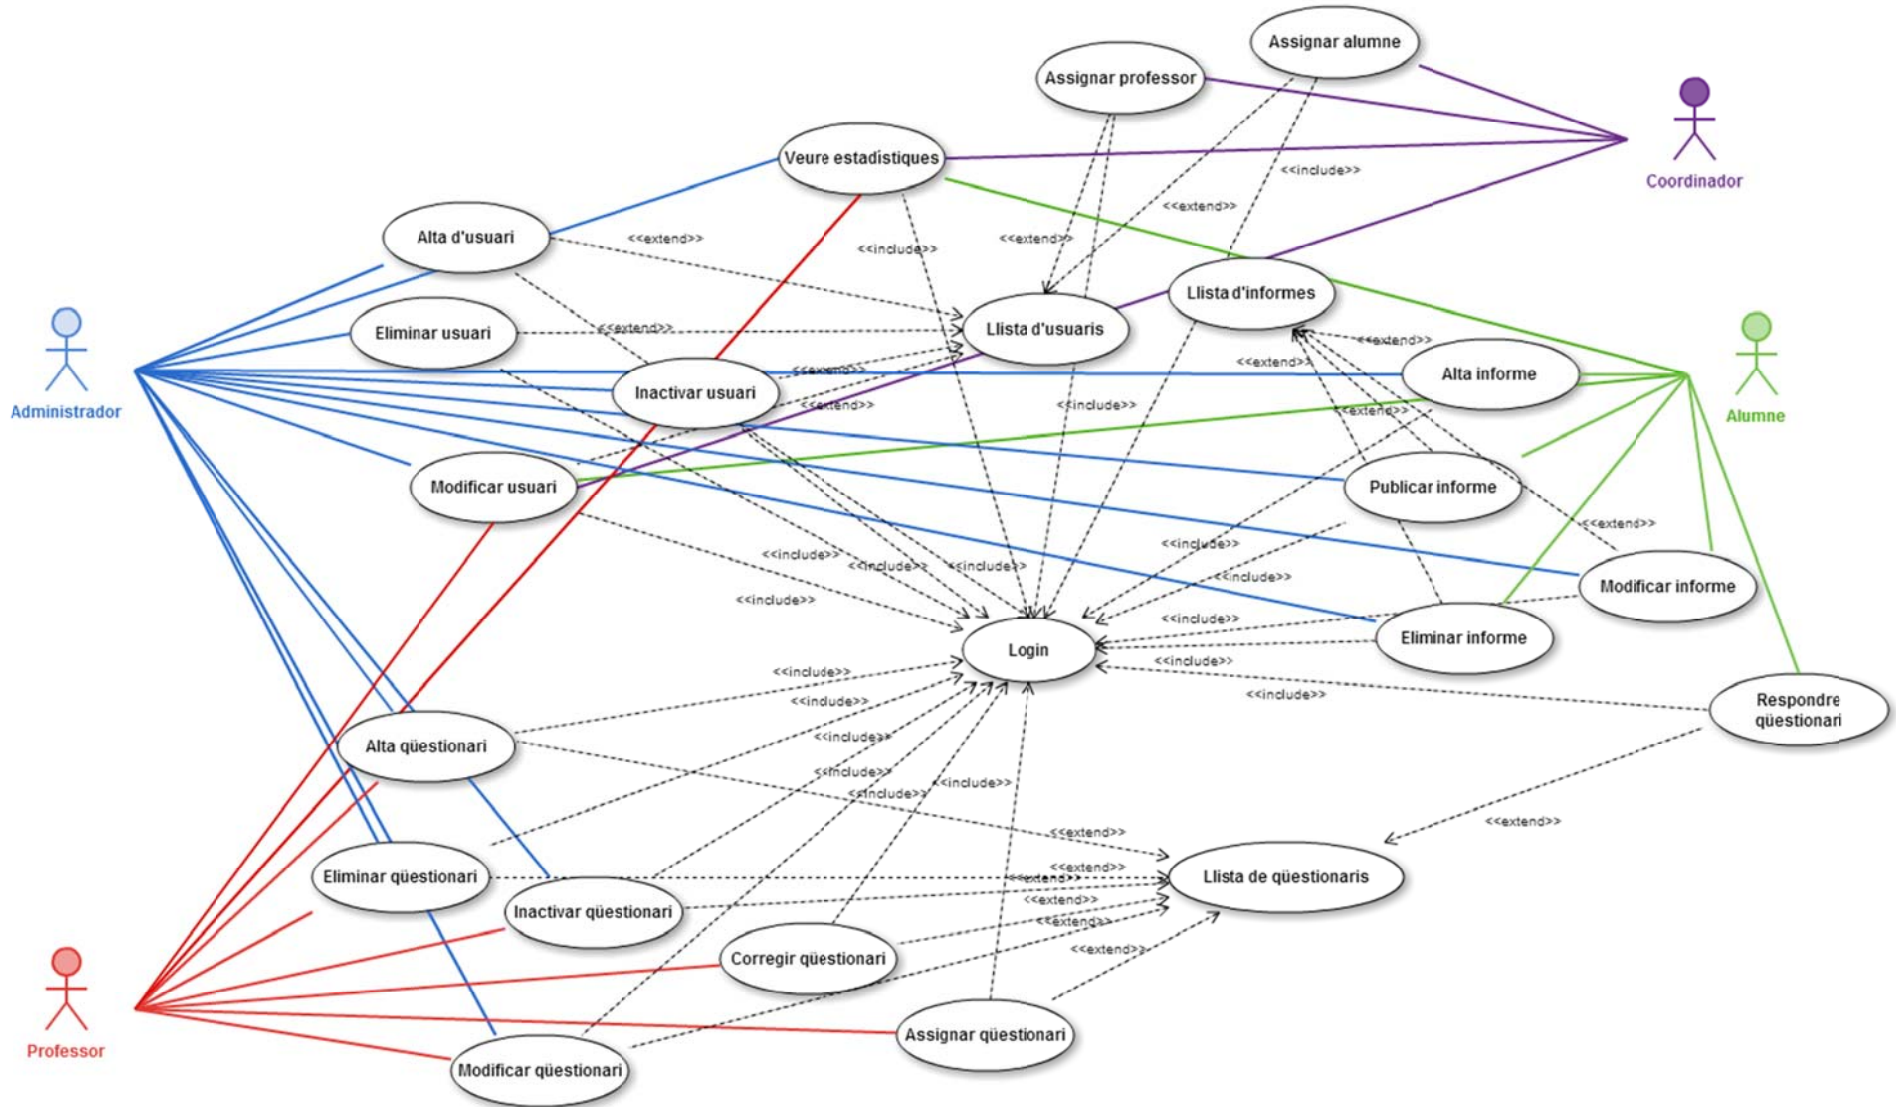 Assignar alumne
Assignar professor
Coordinador
Veure estadístiques
<<include>>
<<extend>>
Alta d'usuari
<<extend>>
<<include>>
<<extend>>
Llista d'informes
Administrador
Eliminar usuari
<<extend>>
Llista d'usuaris
<<extend>>
<<extend>>
Alumne
Inactivar usuari
<<extend>>
Alta informe
<<extend>>
<<include>>
<<extend>>
Modificar usuari
Publicar informe
<<extend>>
<<include>>
<<include>>
<<include>>
<<include>>
<<include>>
Modificar informe
<<include>>
<<include>>
Login
Eliminar informe
<<include>>
<<include>>
<<include>>
Respondre
qüestionari
<<include>>
<<include>>
Alta qüestionari
<<include>>
<<include>>
<<include>>
<<extend>>
<<extend>>
Eliminar qüestionari
<<extend>>
<<extend>>
Llista de qüestionaris
Inactivar qüestionari
<<extend>>
<<extend>>
Corregir qüestionari
<<extend>>
Professor
Assignar qüestionari
Modificar qüestionari